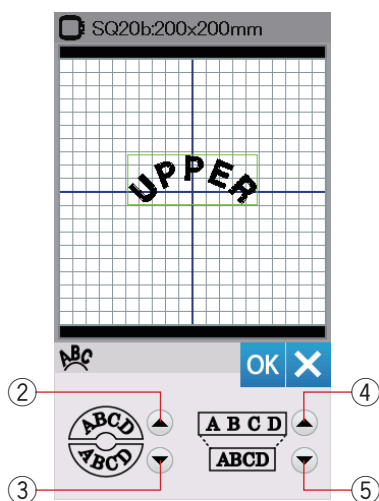 SQ20b:200x200mm
UPPER
ABC
OK
② ④
ABCD A B C D
ABCD ABCD
③ ⑤